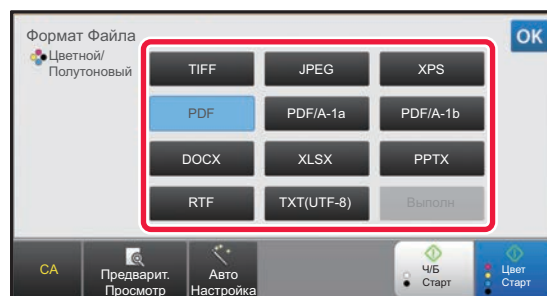 Формат Файла
OK
Цветной/
Полутоновый
TIFF JPEG XPS
PDF PDF/A-1a PDF/A-1b
DOCX XLSX PPTX
RTF TXT(UTF-8) Выполн
CA
Предварит.
Просмотр
Авто
Настройка
Ч/Б
Старт
Цвет
Старт